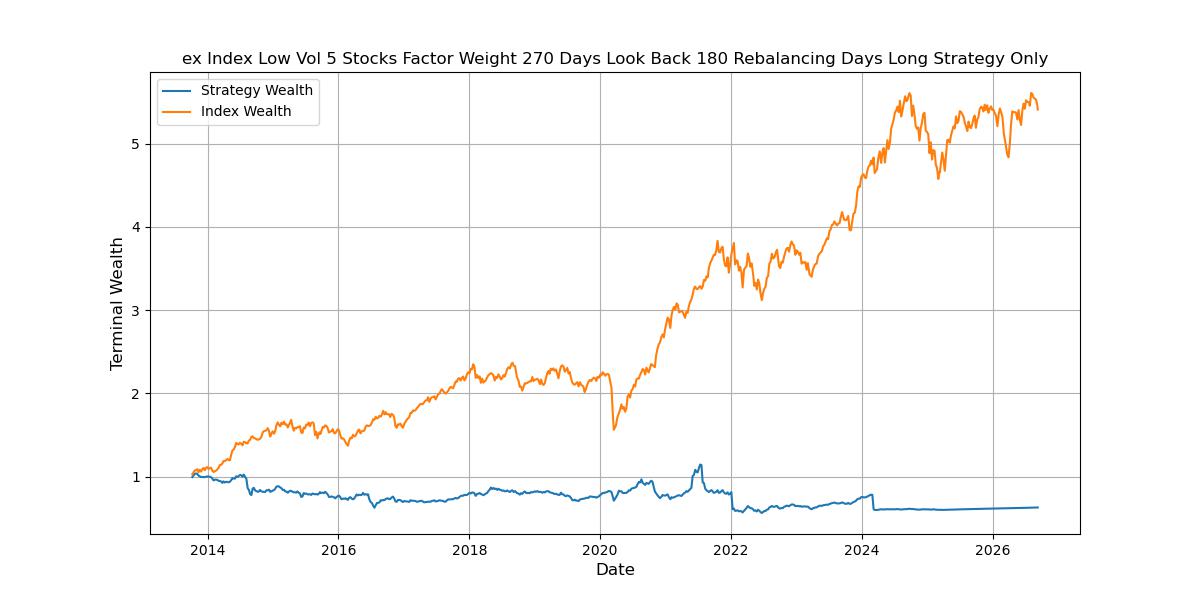 ex Index Low Vol 5 Stocks Factor Weight 270 Days Look Back 180 Rebalancing Days Long Strategy Only
Strategy Wealth
Index Wealth
Terminal Wealth
5
4
3
2
1
2014 2016 2018 2020 2022 2024 2026
Date